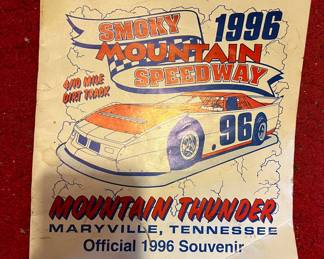 SMOKY 1996
MOUNTAIN
SPEEDWAY
4/10 MILE
DIRT TRACK
.96
MOUNTAIN THUNDER
MARYVILLE, TENNESSEE
Official 1996 Souvenir